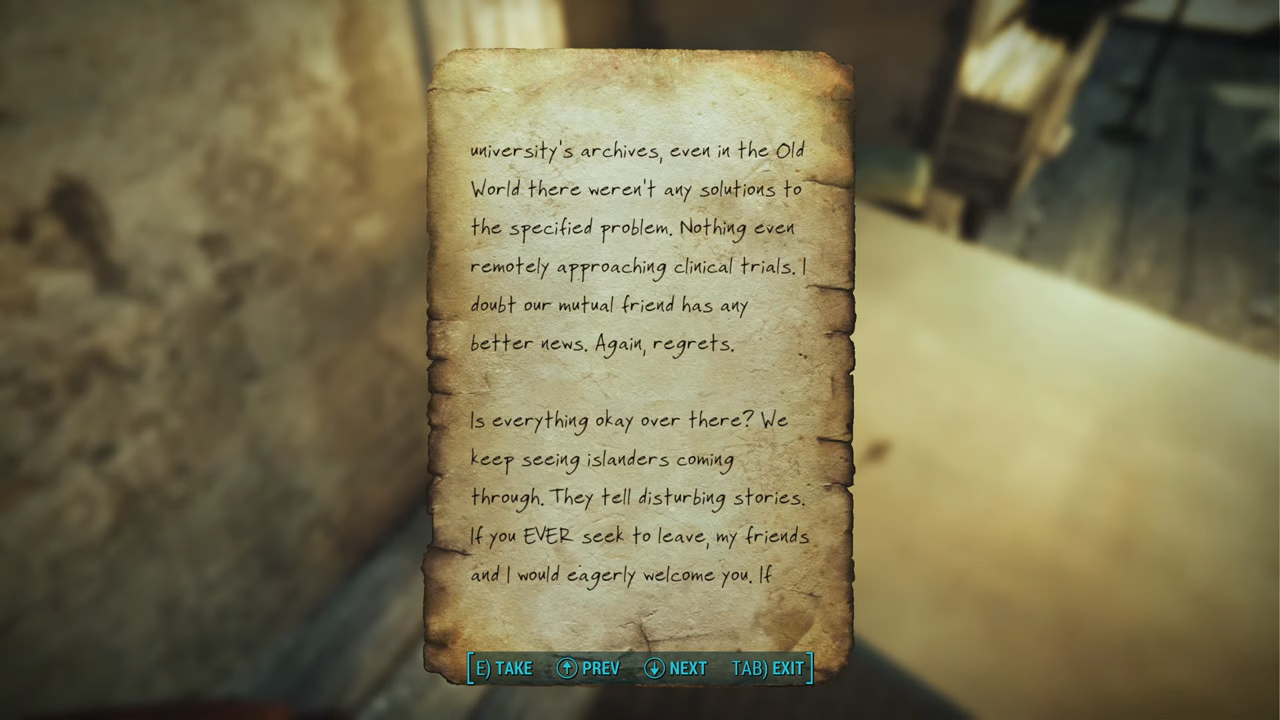 university's archives, even in the Old
World there weren't any solutions to
the specified problem. Nothing even
remotely approaching clinical trials. I
doubt our mutual friend has any
better news. Again, regrets.
Is everything okay over there? We
keep seeing islanders coming
through. They tell disturbing stories.
If you EVER seek to leave, my friends
and I would eagerly welcome you. If
E) TAKE PREV NEXT TAB) EXIT